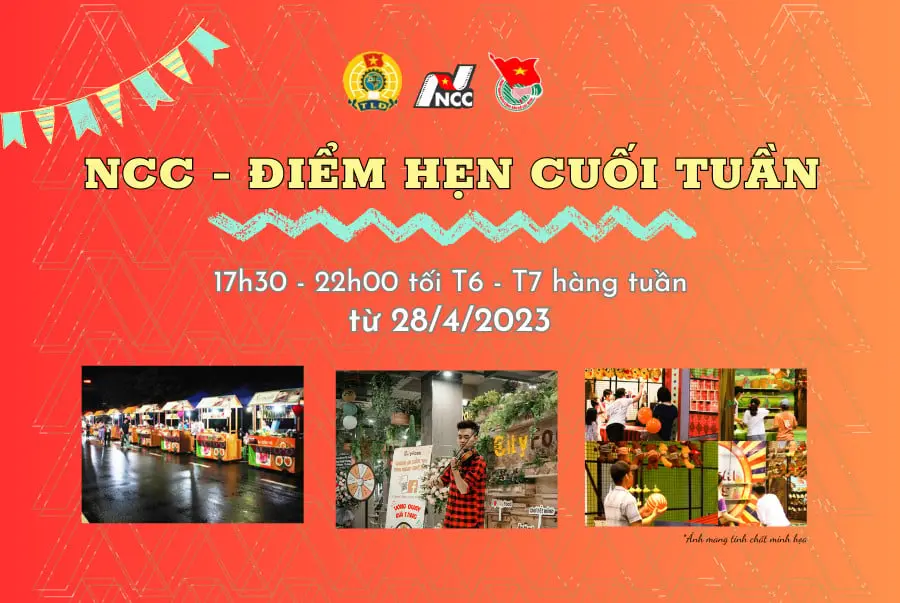 TLĐ
NCC
NCC - ĐIỂM HẸN CUỐI TUẦN
17h30 - 22h00 tối T6 - T7 hàng tuần
từ 28/4/2023
*Ảnh mang tính chất minh họa